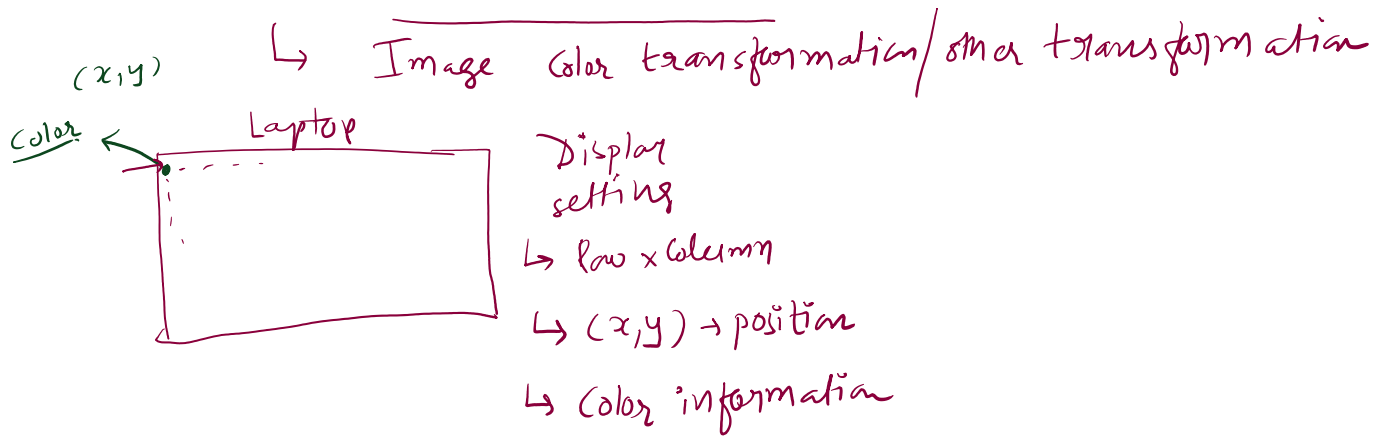 ↳ Image color transformation/other transformation
(x,y)
color
Laptop
Display
setting
↳ Row x column
↳ (x,y) → position
↳ color information